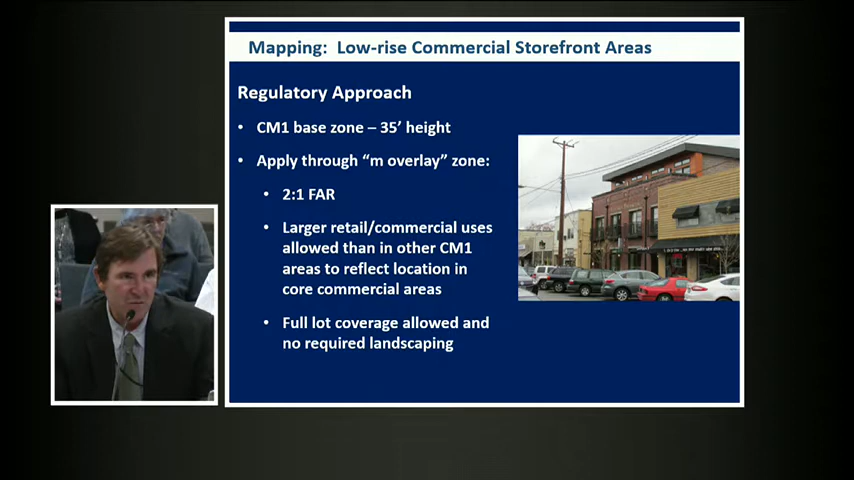 Mapping: Low-rise Commercial Storefront Areas
Regulatory Approach
• CM1 base zone – 35’ height
• Apply through “m overlay” zone:
• 2:1 FAR
• Larger retail/commercial uses
allowed than in other CM1
areas to reflect location in
core commercial areas
• Full lot coverage allowed and
no required landscaping